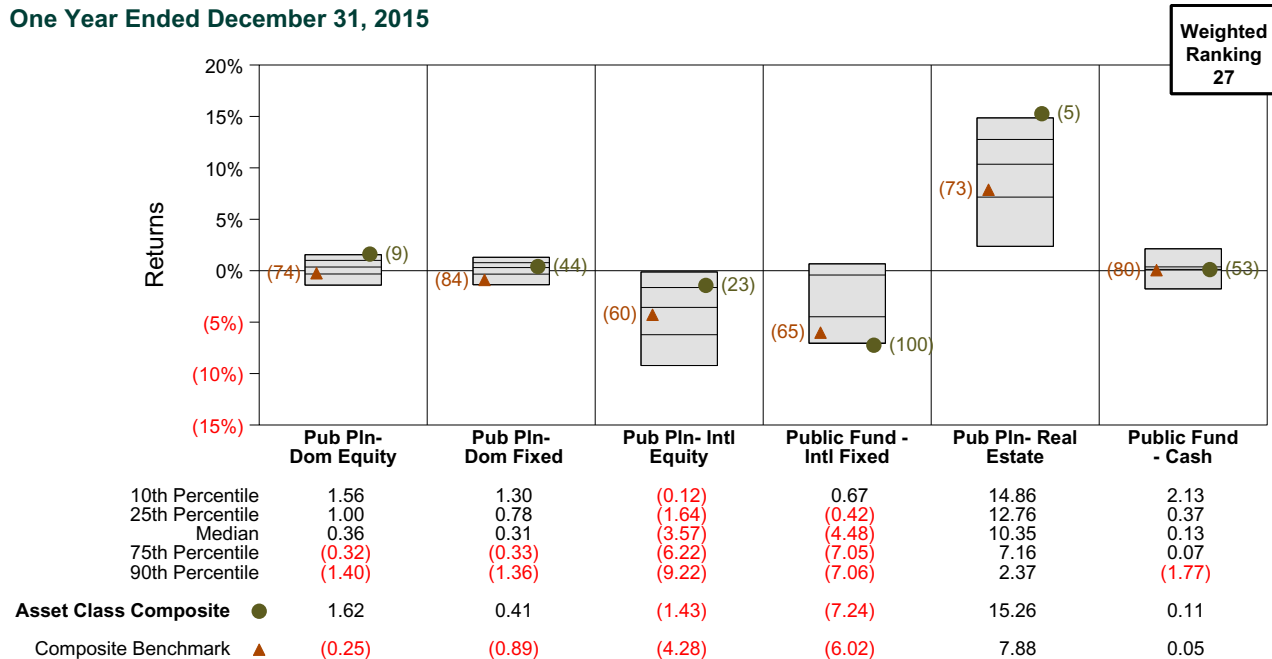 One Year Ended December 31, 2015
Weighted
Ranking
27
Returns
20%
15%
10%
5%
0%
(5%)
(10%)
(15%)
(74)
(9)
(84)
(44)
(60)
(23)
(65)
(100)
(73)
(5)
(80)
(53)
Pub Pln-
Dom Equity
Pub Pln-
Dom Fixed
Pub Pln- Intl
Equity
Public Fund -
Intl Fixed
Pub Pln- Real
Estate
Public Fund
- Cash
10th Percentile 1.56 1.30 (0.12) 0.67 14.86 2.13
25th Percentile 1.00 0.78 (1.64) (0.42) 12.76 0.37
Median 0.36 0.31 (3.57) (4.48) 10.35 0.13
75th Percentile (0.32) (0.33) (6.22) (7.05) 7.16 0.07
90th Percentile (1.40) (1.36) (9.22) (7.06) 2.37 (1.77)
Asset Class Composite 1.62 0.41 (1.43) (7.24) 15.26 0.11
Composite Benchmark (0.25) (0.89) (4.28) (6.02) 7.88 0.05